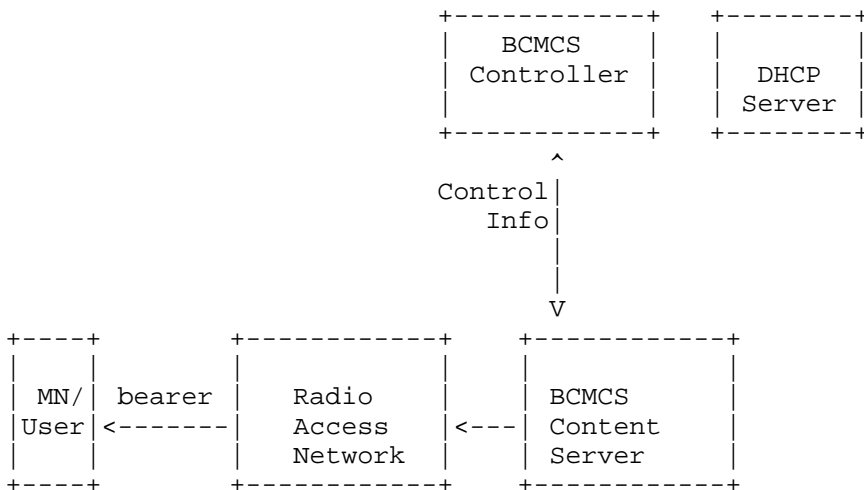 BCMCS
Controller
DHCP
Server
Control
Info
MN/
User
bearer
Radio
Access
Network
BCMCS
Content
Server